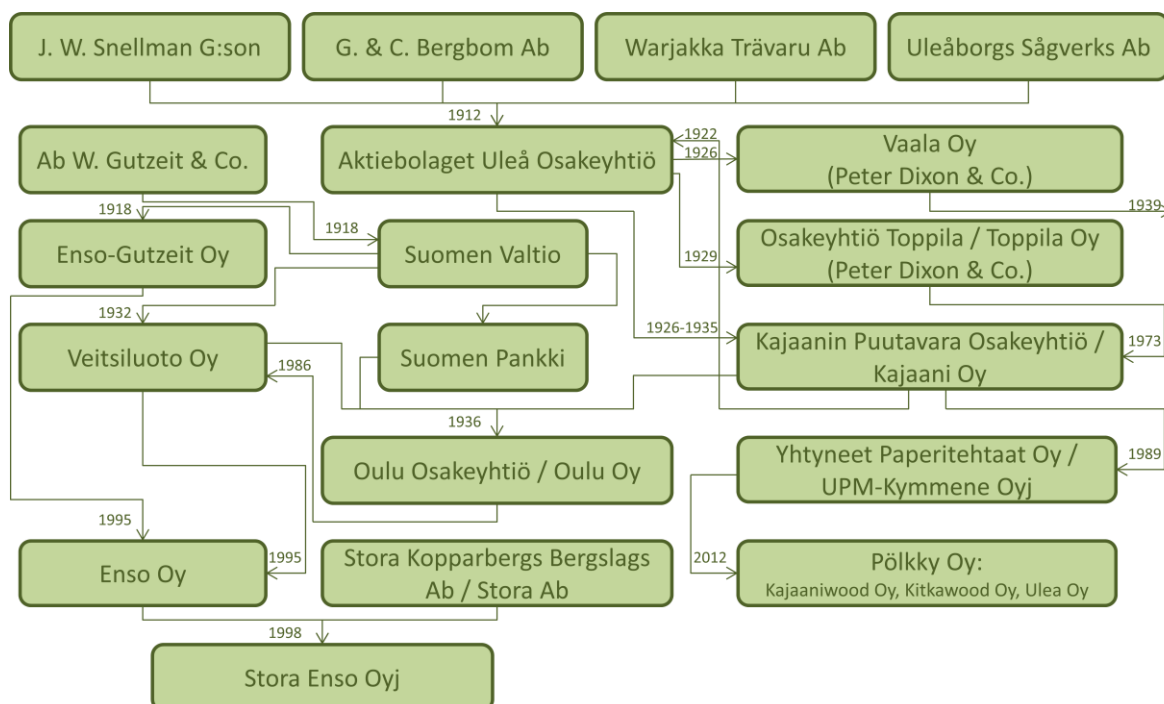 J. W. Snellman G:son
G. & C. Bergbom Ab
Warjakka Trävaru Ab
Uleåborgs Sågverks Ab
1912
Ab W. Gutzeit & Co.
Aktiebolaget Uleå Osakeyhtiö
1922
1926
Vaala Oy
(Peter Dixon & Co.)
1918
1918
1939
Enso-Gutzeit Oy
Suomen Valtio
1929
Osakeyhtiö Toppila / Toppila Oy
(Peter Dixon & Co.)
1932
1926-1935
Veitsiluoto Oy
1986
Suomen Pankki
Kajaanin Puutavara Osakeyhtiö /
Kajaani Oy
1973
1936
Oulu Osakeyhtiö / Oulu Oy
Yhtyneet Paperitehtaat Oy /
UPM-Kymmene Oyj
1989
1995
Enso Oy
1995
Stora Kopparbergs Bergslags
Ab / Stora Ab
2012
Pölkky Oy:
Kajaaniwood Oy, Kitkawood Oy, Ulea Oy
1998
Stora Enso Oyj